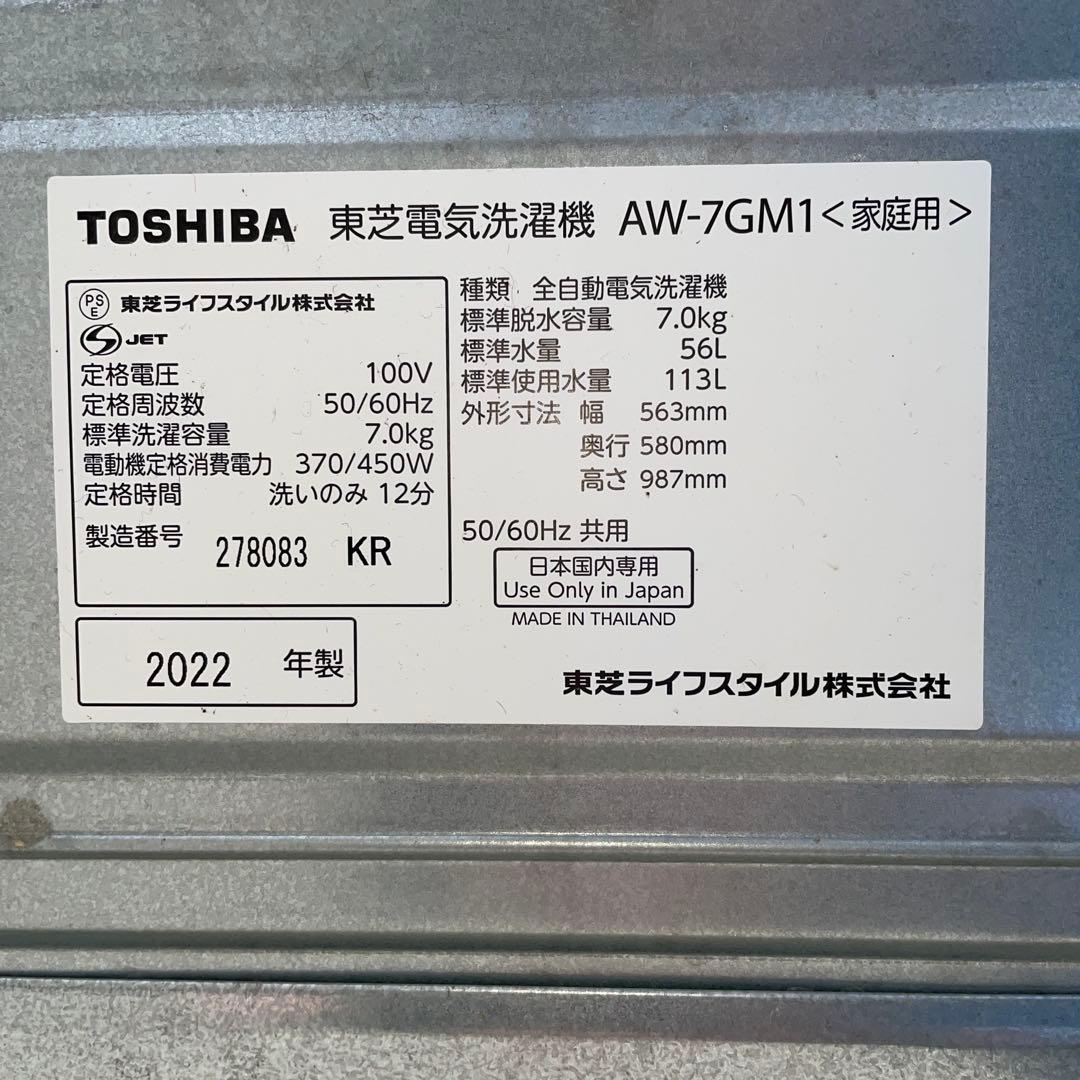 TOSHIBA 東芝電気洗濯機 AW-7GM1<家庭用>
PSE 東芝ライフスタイル株式会社
S JET
定格電圧 100V
定格周波数 50/60Hz
標準洗濯容量 7.0kg
電動機定格消費電力 370/450W
定格時間 洗いのみ 12分
製造番号 278083 KR
2022 年製
種類 全自動電気洗濯機
標準脱水容量 7.0kg
標準水量 56L
標準使用水量 113L
外形寸法 幅 563mm
奥行 580mm
高さ 987mm
50/60Hz 共用
日本国内専用
Use Only in Japan
MADE IN THAILAND
東芝ライフスタイル株式会社